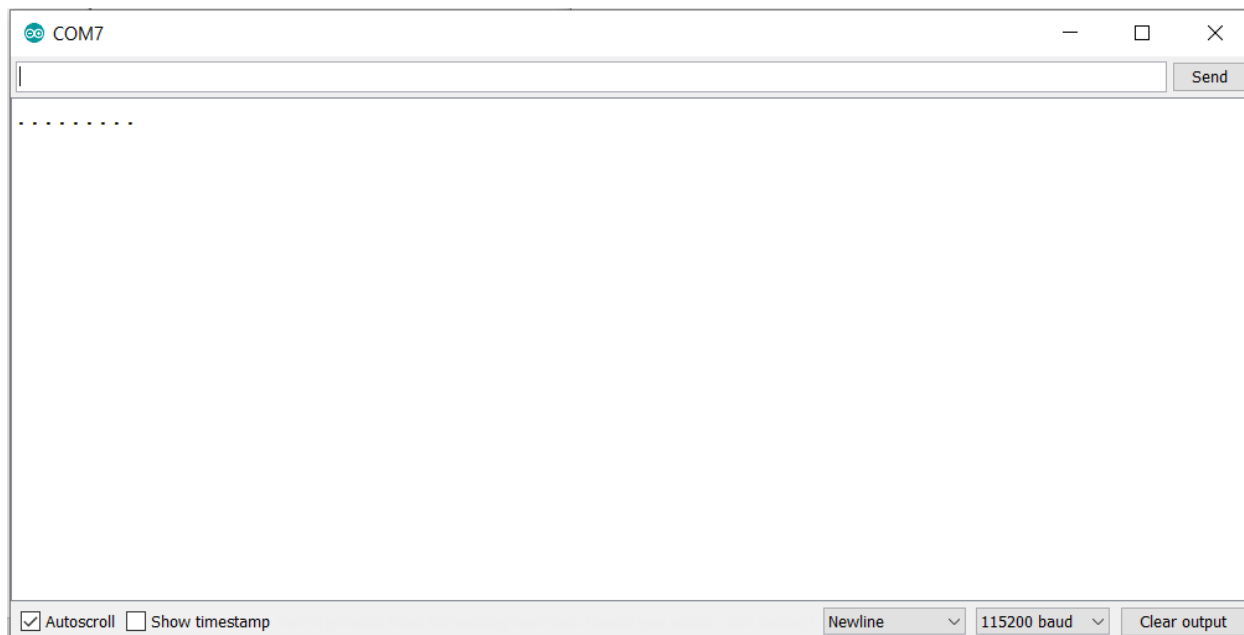 COM7
Send
. . . . . . . . .
Autoscroll Show timestamp Newline 115200 baud Clear output